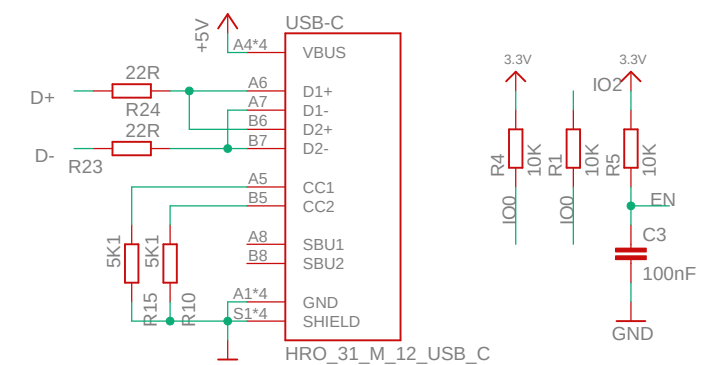 USB-C
+5V
A4*4
VBUS
22R
D+
R24
A6
D1+
A7
D1-
B6
D2+
22R
B7
D2-
D-
R23
A5
CC1
B5
CC2
A8
SBU1
B8
SBU2
5K1
R15
5K1
R10
A1*4
GND
S1*4
SHIELD
HRO_31_M_12_USB_C
3.3V
R4
10K
IO0
IO2
R1
10K
IO0
3.3V
R5
10K
EN
C3
100nF
GND